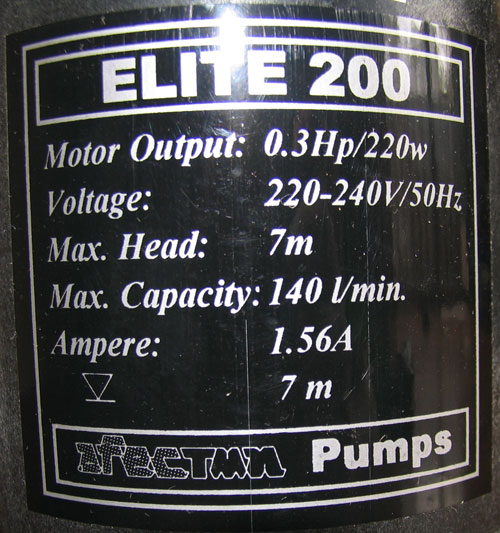 ELITE 200
Motor Output: 0.3Hp/220w
Voltage: 220-240V/50Hz
Max. Head: 7m
Max. Capacity: 140 l/min.
Ampere: 1.56A
7 m
Pumps